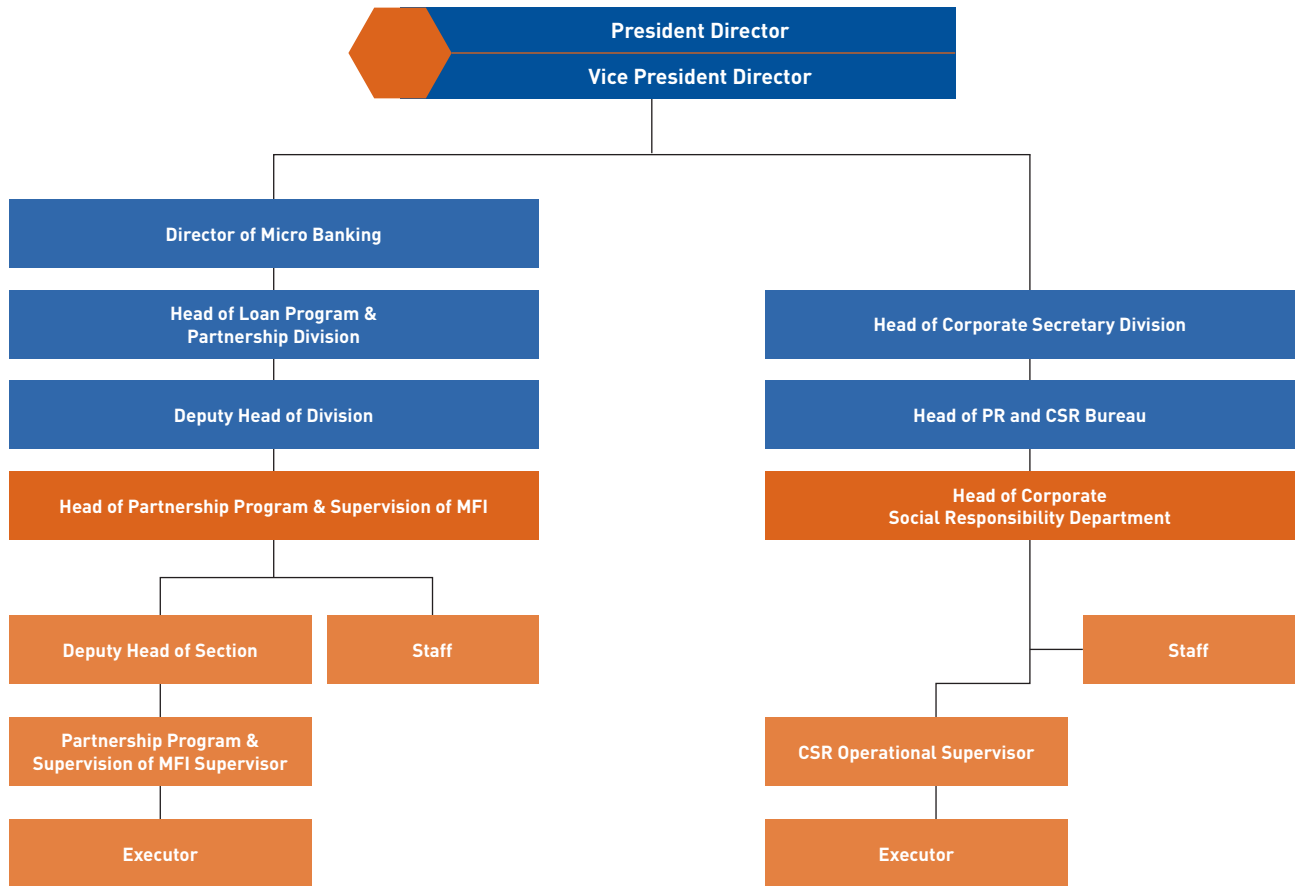 President Director
Vice President Director
Director of Micro Banking
Head of Loan Program &
Partnership Division
Deputy Head of Division
Head of Partnership Program & Supervision of MFI
Deputy Head of Section
Staff
Partnership Program &
Supervision of MFI Supervisor
Executor
Head of Corporate Secretary Division
Head of PR and CSR Bureau
Head of Corporate
Social Responsibility Department
Staff
CSR Operational Supervisor
Executor